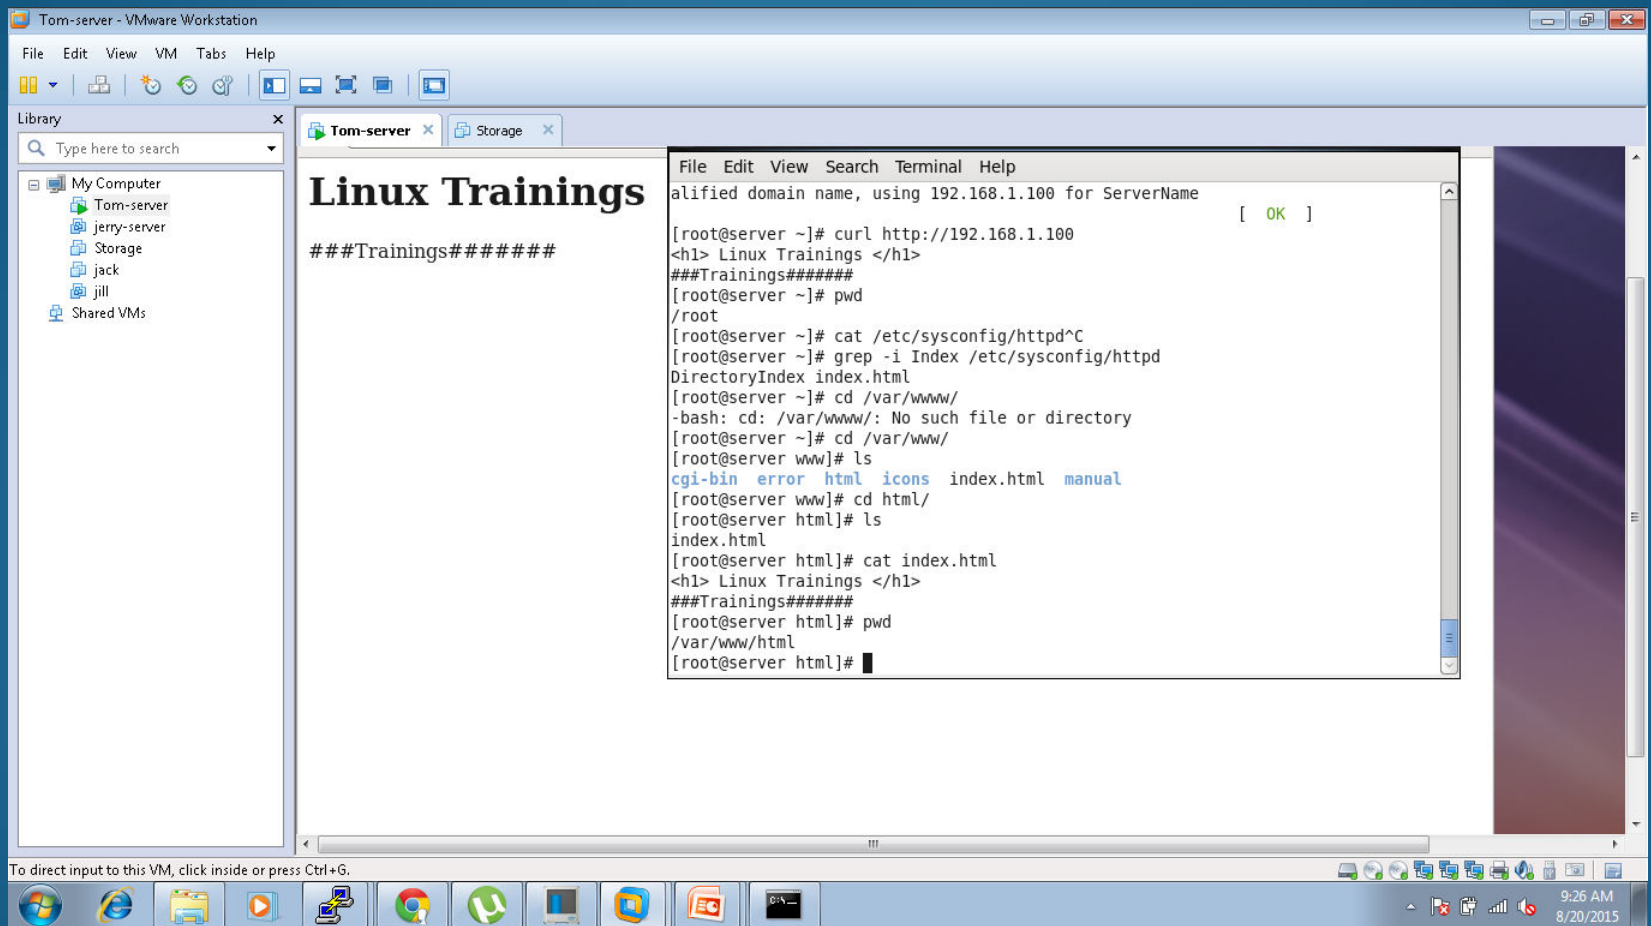 Tom-server - VMware Workstation
File Edit View VM Tabs Help
Library
Type here to search
My Computer
Tom-server
jerry-server
Storage
jack
jill
Shared VMs
Tom-server Storage
Linux Trainings
###Trainings#######
File Edit View Search Terminal Help
alified domain name, using 192.168.1.100 for ServerName
[ OK ]
[root@server ~]# curl http://192.168.1.100
<h1> Linux Trainings </h1>
###Trainings#######
[root@server ~]# pwd
/root
[root@server ~]# cat /etc/sysconfig/httpd^C
[root@server ~]# grep -i Index /etc/sysconfig/httpd
DirectoryIndex index.html
[root@server ~]# cd /var/wwww/
-bash: cd: /var/wwww/: No such file or directory
[root@server ~]# cd /var/www/
[root@server www]# ls
cgi-bin error html icons index.html manual
[root@server www]# cd html/
[root@server html]# ls
index.html
[root@server html]# cat index.html
<h1> Linux Trainings </h1>
###Trainings#######
[root@server html]# pwd
/var/www/html
[root@server html]#
To direct input to this VM, click inside or press Ctrl+G.
9:26 AM
8/20/2015